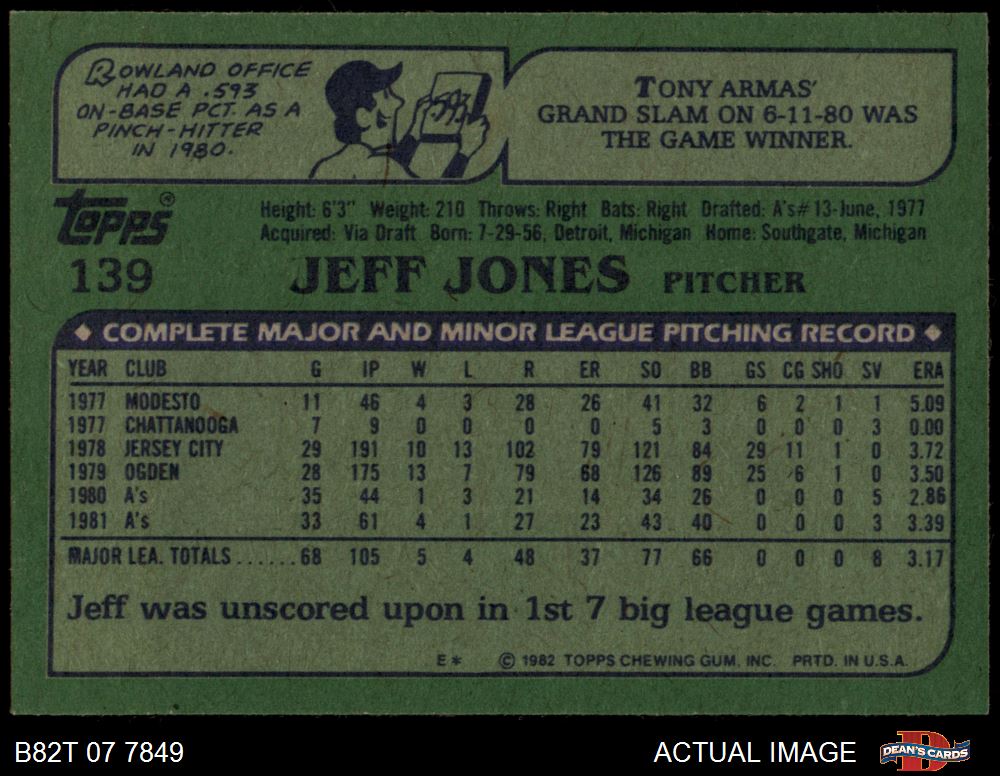 ROWLAND OFFICE
HAD A .593
ON-BASE PCT. AS A
PINCH-HITTER
IN 1980.
TONY ARMAS'
GRAND SLAM ON 6-11-80 WAS
THE GAME WINNER.
topps®
Height: 6'3" Weight: 210 Throws: Right Bats: Right Drafted: A's #13-June, 1977
Acquired: Via Draft Born: 7-29-56, Detroit, Michigan Home: Southgate, Michigan
139 JEFF JONES PITCHER
◆ COMPLETE MAJOR AND MINOR LEAGUE PITCHING RECORD ◆
YEAR CLUB G IP W L R ER SO BB GS CG SHO SV ERA
1977 MODESTO 11 46 4 3 28 26 41 32 6 2 1 1 5.09
1977 CHATTANOOGA 7 9 0 0 0 0 5 3 0 0 0 3 0.00
1978 JERSEY CITY 29 191 10 13 102 79 121 84 29 11 1 0 3.72
1979 OGDEN 28 175 13 7 79 68 126 89 25 6 1 0 3.50
1980 A's 35 44 1 3 21 14 34 26 0 0 0 5 2.86
1981 A's 33 61 4 1 27 23 43 40 0 0 0 3 3.39
MAJOR LEA. TOTALS ...... 68 105 5 4 48 37 77 66 0 0 0 8 3.17
Jeff was unscored upon in 1st 7 big league games.
E* © 1982 TOPPS CHEWING GUM, INC. PRTD. IN U.S.A.
B82T 07 7849 ACTUAL IMAGE D DEAN'S CARDS